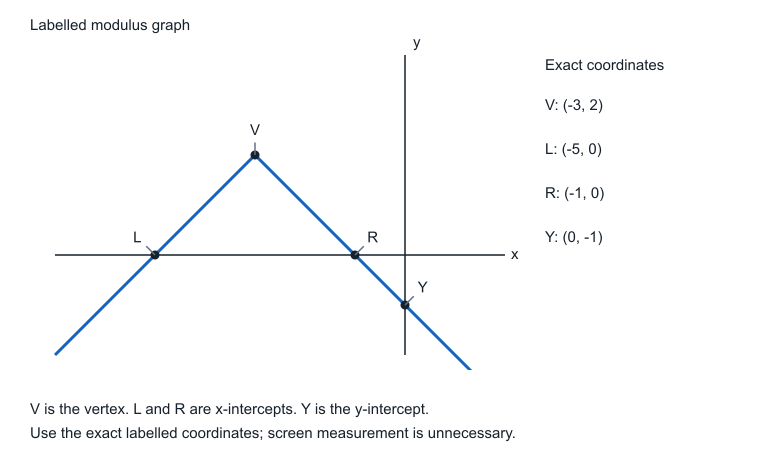 Labelled modulus graph
y
Exact coordinates
V: (-3, 2)
V
L: (-5, 0)
R: (-1, 0)
L
R
Y: (0, -1)
x
Y
V is the vertex. L and R are x-intercepts. Y is the y-intercept.
Use the exact labelled coordinates; screen measurement is unnecessary.